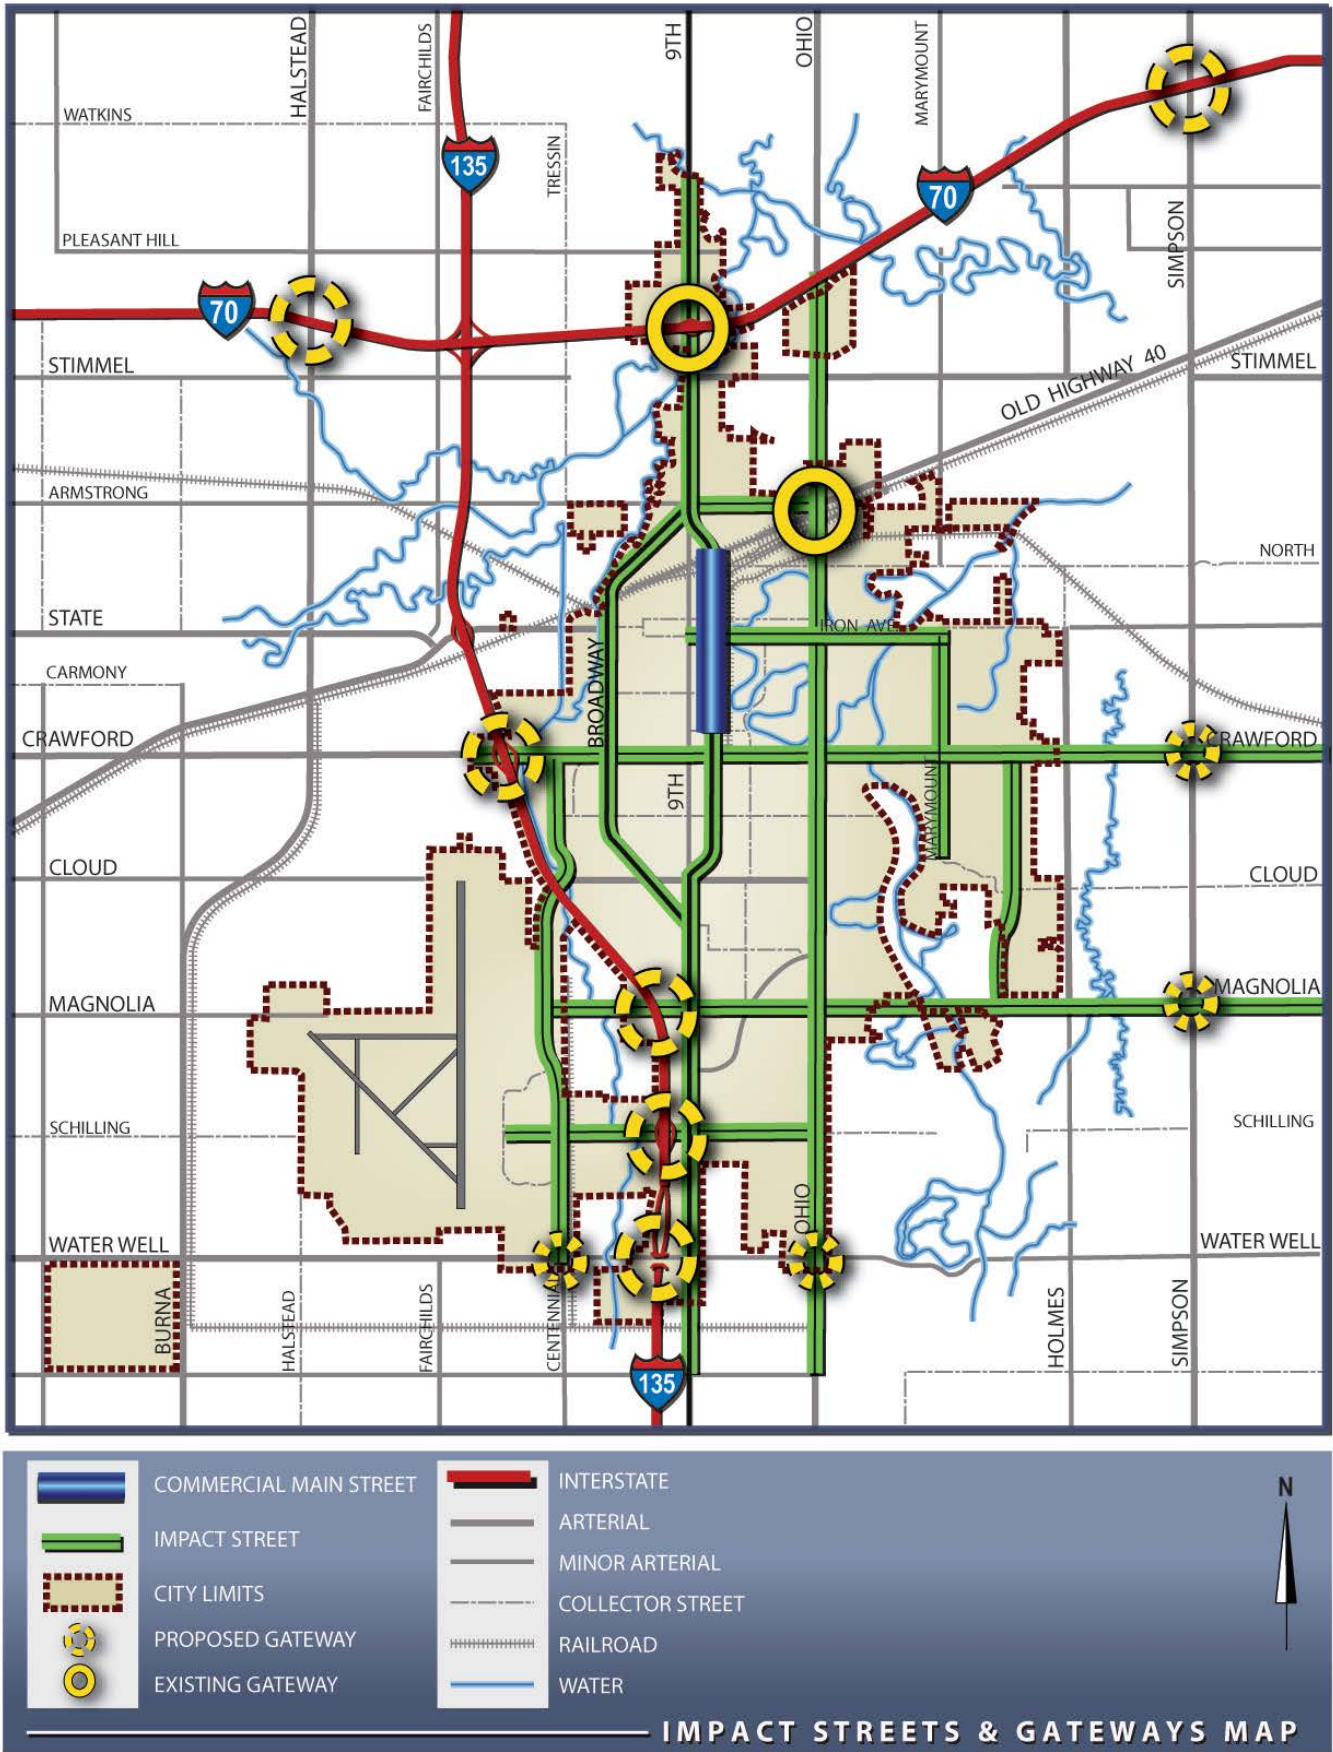 HALSTEAD
FAIRCHILDS
9TH
OHIO
MARYMOUNT
WATKINS
135
TRESSIN
70
SIMPSON
PLEASANT HILL
70
STIMMEL
OLD HIGHWAY 40
STIMMEL
ARMSTRONG
NORTH
STATE
IRON AVE.
CARMONY
BROADWAY
CRAWFORD
CRAWFORD
9TH
MARYMOUNT
CLOUD
CLOUD
MAGNOLIA
MAGNOLIA
SCHILLING
SCHILLING
OHIO
WATER WELL
WATER WELL
BURNA
HALSTEAD
FAIRCHILDS
CENTENNIAL
HOLMES
SIMPSON
135
COMMERCIAL MAIN STREET
IMPACT STREET
CITY LIMITS
PROPOSED GATEWAY
EXISTING GATEWAY
INTERSTATE
ARTERIAL
MINOR ARTERIAL
COLLECTOR STREET
RAILROAD
WATER
N
IMPACT STREETS & GATEWAYS MAP